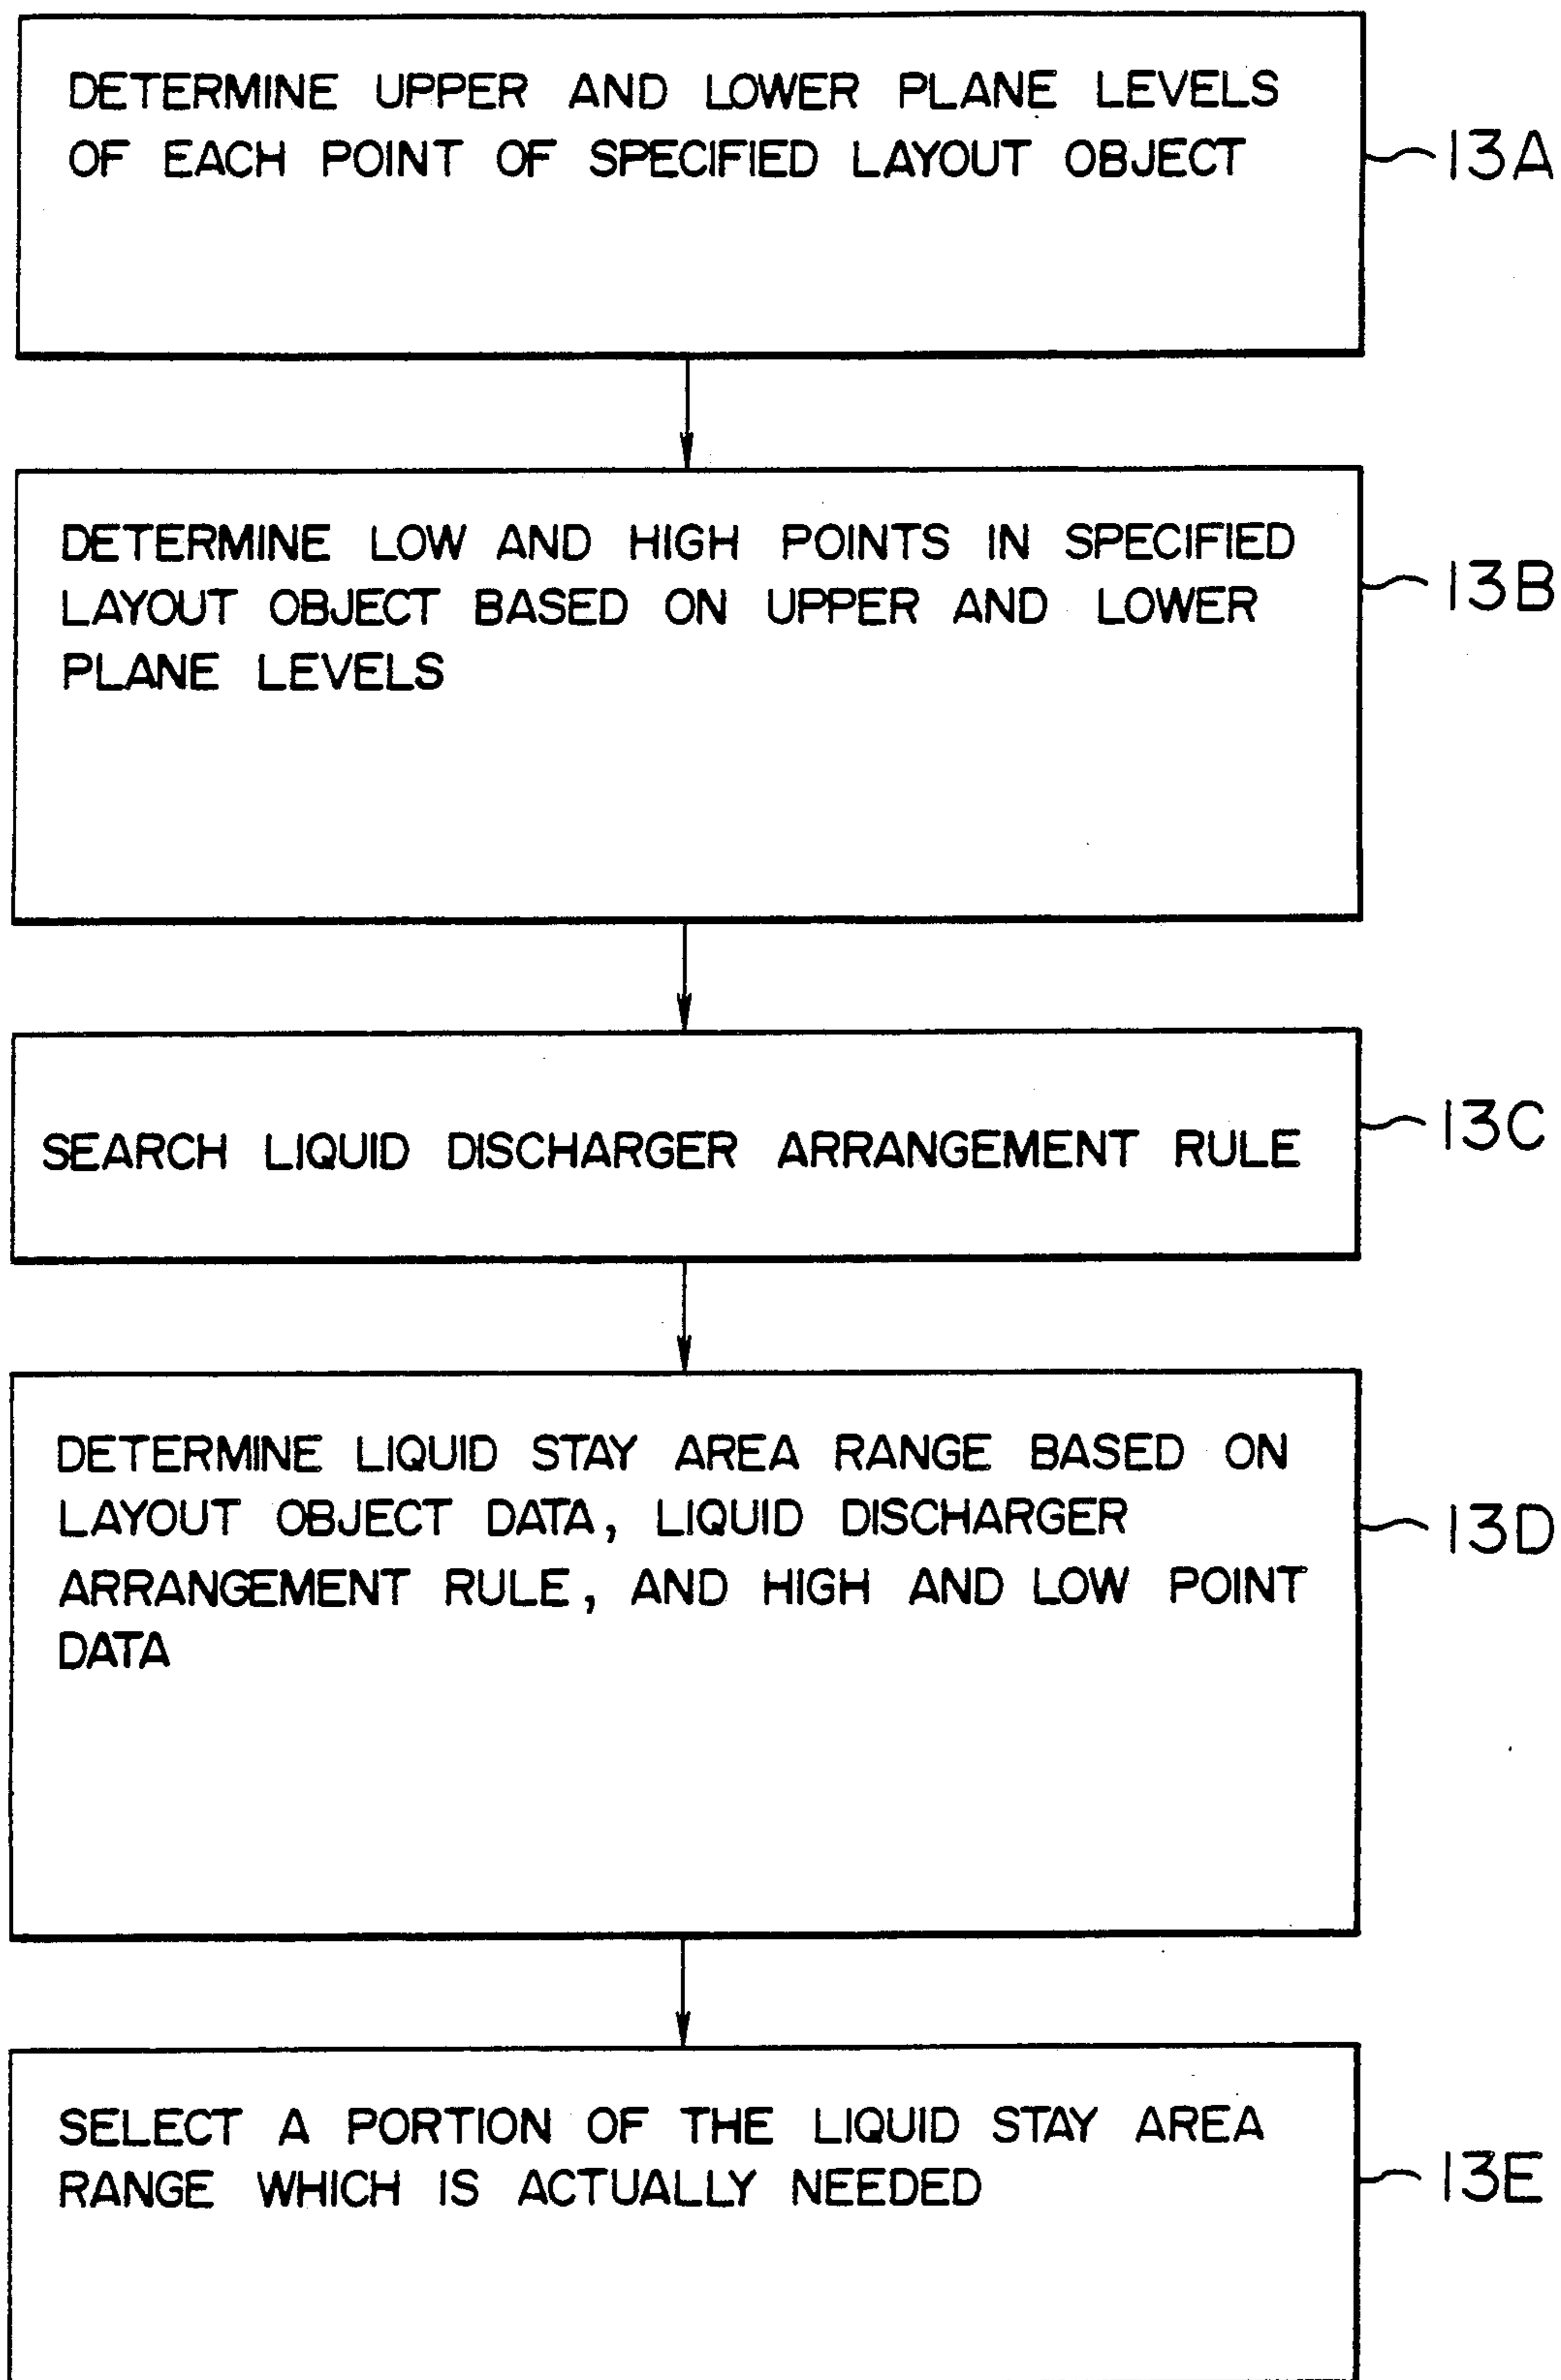 DETERMINE UPPER AND LOWER PLANE LEVELS
OF EACH POINT OF SPECIFIED LAYOUT OBJECT
13A
DETERMINE LOW AND HIGH POINTS IN SPECIFIED
LAYOUT OBJECT BASED ON UPPER AND LOWER
PLANE LEVELS
13B
SEARCH LIQUID DISCHARGER ARRANGEMENT RULE
13C
DETERMINE LIQUID STAY AREA RANGE BASED ON
LAYOUT OBJECT DATA, LIQUID DISCHARGER
ARRANGEMENT RULE, AND HIGH AND LOW POINT
DATA
13D
SELECT A PORTION OF THE LIQUID STAY AREA
RANGE WHICH IS ACTUALLY NEEDED
13E